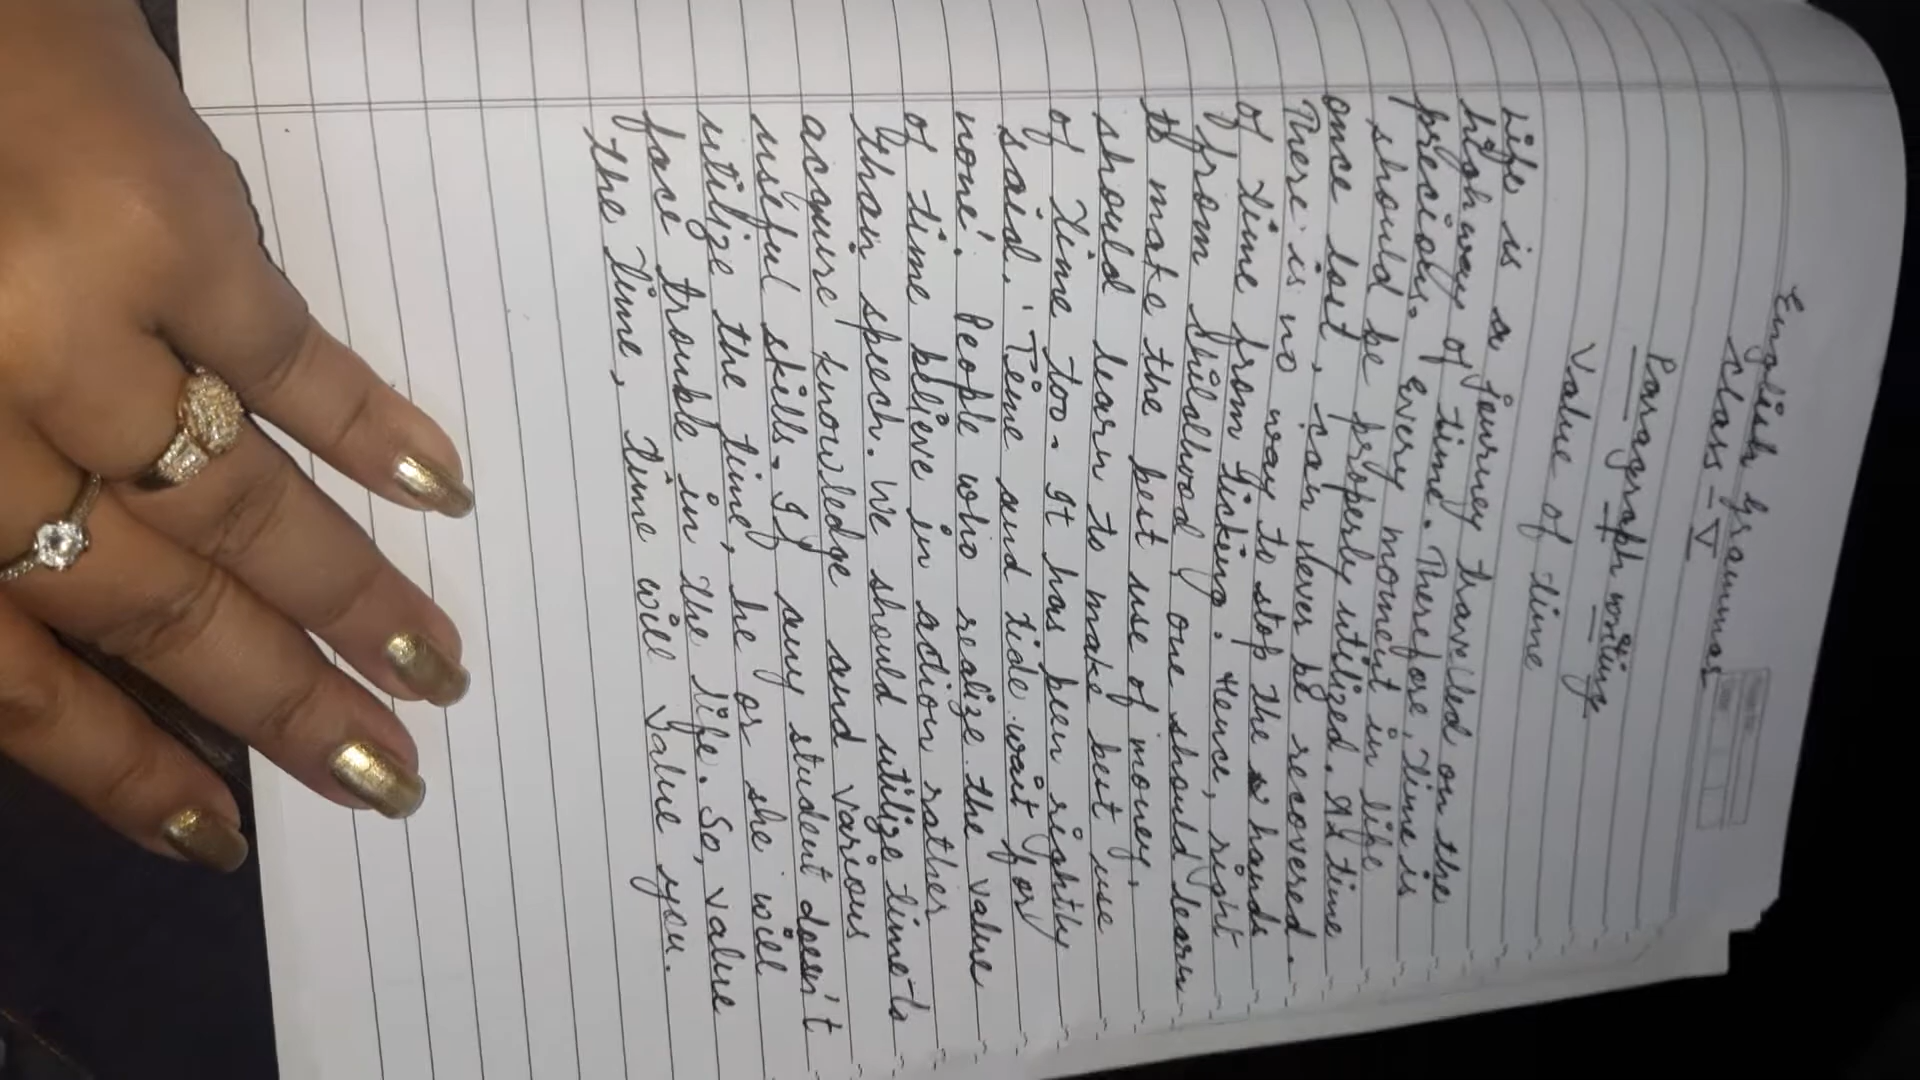 English Grammar
Class - V
Paragraph writing
Value of time
Life is a journey travelled on the
highway of time. Therefore, time is
precious. Every moment in life
should be properly utilized. As time
once lost, can never be recovered.
There is no way to stop the hands
of time from ticking. Hence, right
from childhood, one should learn
to make the best use of money,
should learn to make best use
of time too. It has been rightly
said, 'Time and tide wait for
none'. People who realize the value
of time believe in action rather
than speech. We should utilize time to
acquire knowledge and various
useful skills. If any student doesn't
utilize the time, he or she will
face trouble in the life. So, value
the time, time will value you.